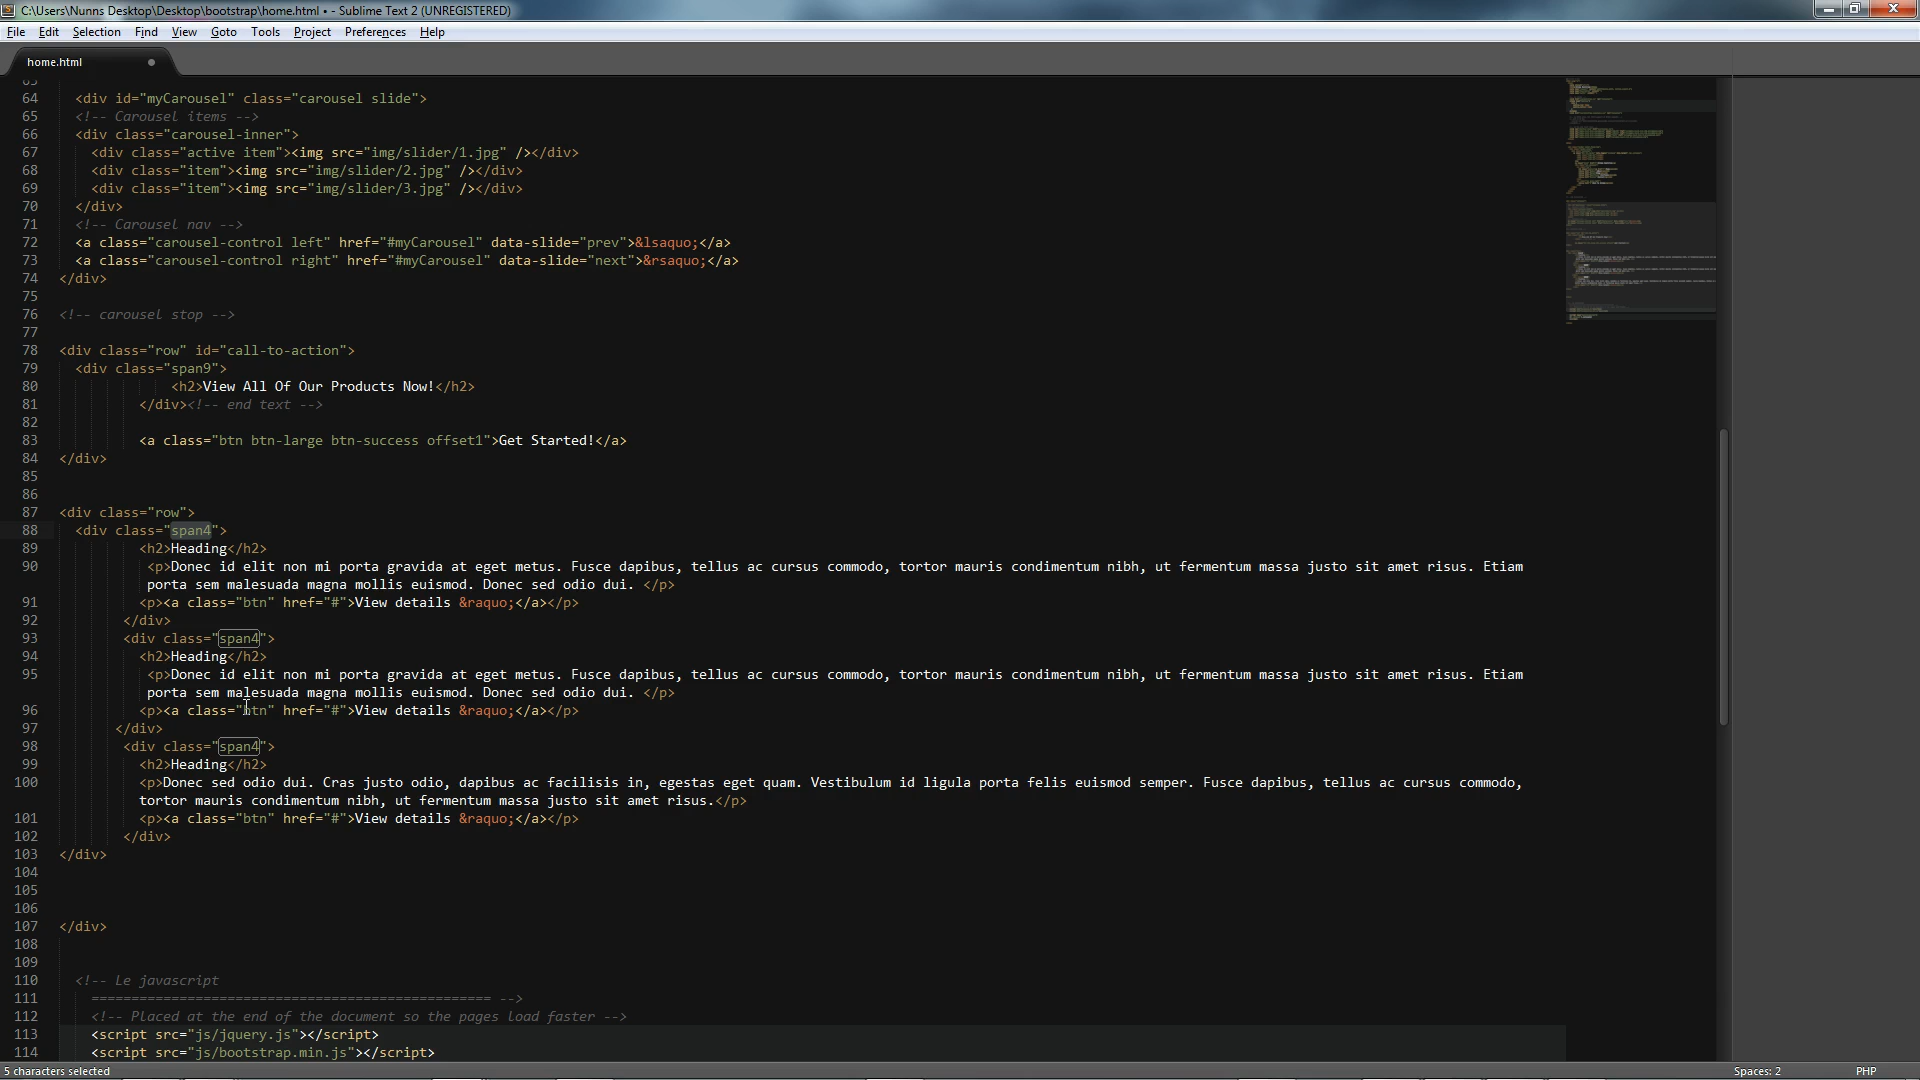 C:\Users\Nunns Desktop\Desktop\bootstrap\home.html • - Sublime Text 2 (UNREGISTERED)
File Edit Selection Find View Goto Tools Project Preferences Help
home.html
63
64 <div id="myCarousel" class="carousel slide">
65 <!-- Carousel items -->
66 <div class="carousel-inner">
67 <div class="active item"><img src="img/slider/1.jpg" /></div>
68 <div class="item"><img src="img/slider/2.jpg" /></div>
69 <div class="item"><img src="img/slider/3.jpg" /></div>
70 </div>
71 <!-- Carousel nav -->
72 <a class="carousel-control left" href="#myCarousel" data-slide="prev">&lsaquo;</a>
73 <a class="carousel-control right" href="#myCarousel" data-slide="next">&rsaquo;</a>
74 </div>
75
76 <!-- carousel stop -->
77
78 <div class="row" id="call-to-action">
79 <div class="span9">
80 <h2>View All Of Our Products Now!</h2>
81 </div><!-- end text -->
82
83 <a class="btn btn-large btn-success offset1">Get Started!</a>
84 </div>
85
86
87 <div class="row">
88 <div class="span4">
89 <h2>Heading</h2>
90 <p>Donec id elit non mi porta gravida at eget metus. Fusce dapibus, tellus ac cursus commodo, tortor mauris condimentum nibh, ut fermentum massa justo sit amet risus. Etiam
porta sem malesuada magna mollis euismod. Donec sed odio dui. </p>
91 <p><a class="btn" href="#">View details &raquo;</a></p>
92 </div>
93 <div class="span4">
94 <h2>Heading</h2>
95 <p>Donec id elit non mi porta gravida at eget metus. Fusce dapibus, tellus ac cursus commodo, tortor mauris condimentum nibh, ut fermentum massa justo sit amet risus. Etiam
porta sem malesuada magna mollis euismod. Donec sed odio dui. </p>
96 <p><a class="btn" href="#">View details &raquo;</a></p>
97 </div>
98 <div class="span4">
99 <h2>Heading</h2>
100 <p>Donec sed odio dui. Cras justo odio, dapibus ac facilisis in, egestas eget quam. Vestibulum id ligula porta felis euismod semper. Fusce dapibus, tellus ac cursus commodo,
tortor mauris condimentum nibh, ut fermentum massa justo sit amet risus.</p>
101 <p><a class="btn" href="#">View details &raquo;</a></p>
102 </div>
103 </div>
104
105
106
107 </div>
108
109
110 <!-- Le javascript
111 ================================================== -->
112 <!-- Placed at the end of the document so the pages load faster -->
113 <script src="js/jquery.js"></script>
114 <script src="js/bootstrap.min.js"></script>
5 characters selected Spaces: 2 PHP